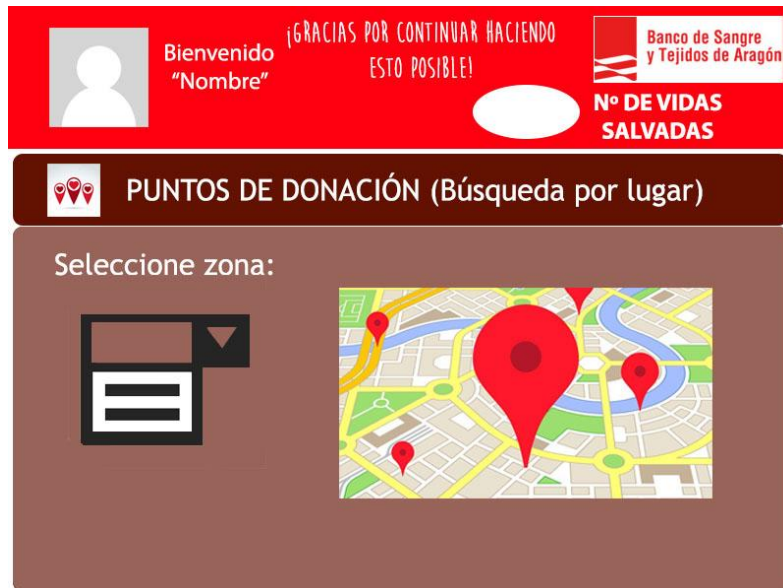 Bienvenido
"Nombre"
¡GRACIAS POR CONTINUAR HACIENDO
ESTO POSIBLE!
Banco de Sangre
y Tejidos de Aragón
Nº DE VIDAS
SALVADAS
PUNTOS DE DONACIÓN (Búsqueda por lugar)
Seleccione zona: